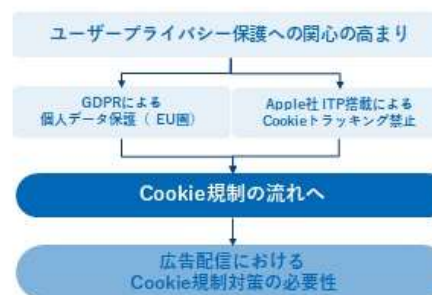 ユーザープライバシー保護への関心の高まり
GDPRによる
個人データ保護（ EU圏）
Apple社 ITP搭載による
Cookieトラッキング禁止
Cookie規制の流れへ
広告配信における
Cookie規制対策の必要性